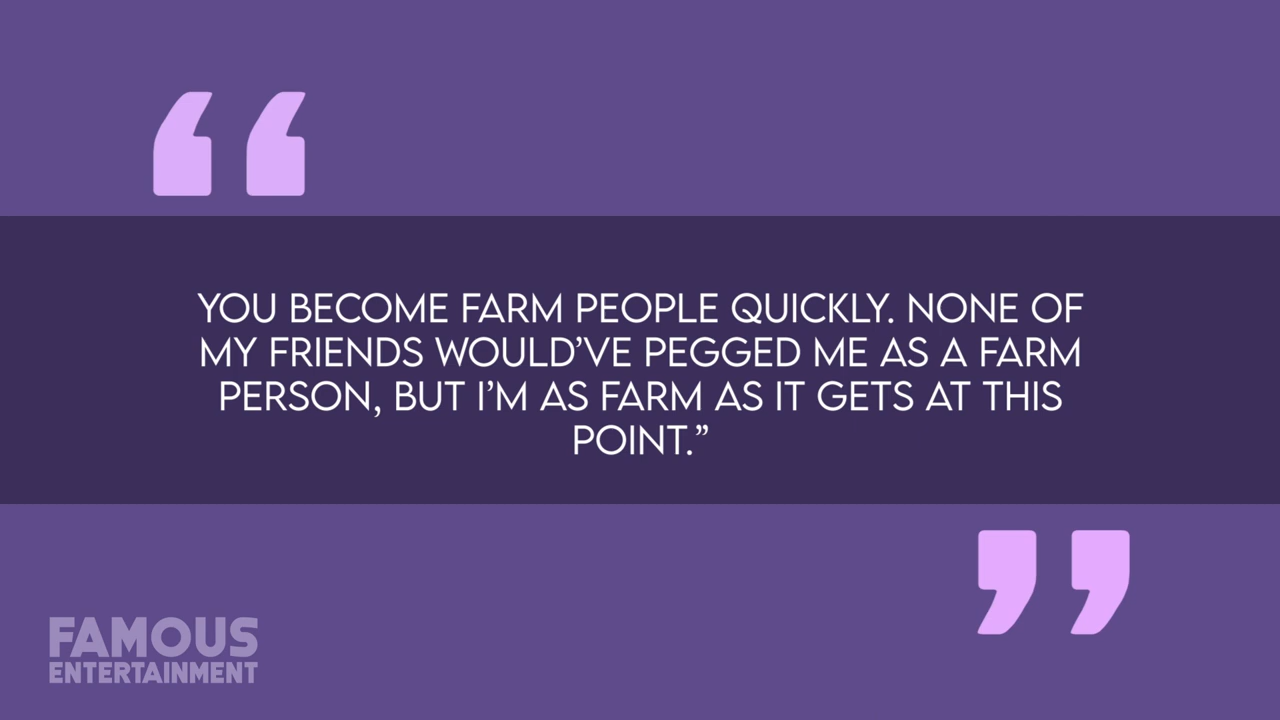 YOU BECOME FARM PEOPLE QUICKLY. NONE OF
MY FRIENDS WOULD’VE PEGGED ME AS A FARM
PERSON, BUT I’M AS FARM AS IT GETS AT THIS
POINT.”
FAMOUS
ENTERTAINMENT